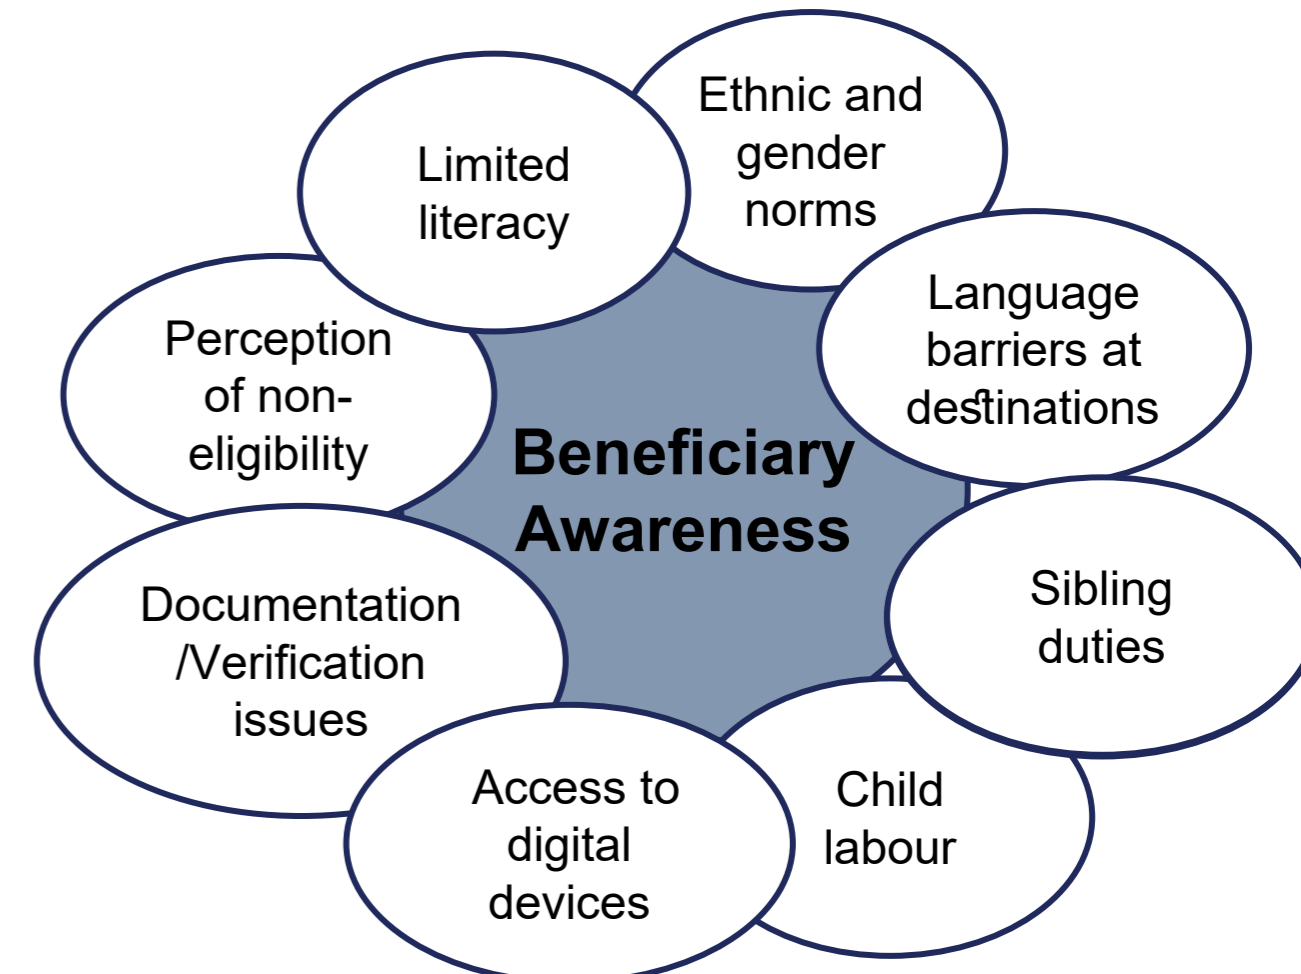 Ethnic and
gender
norms
Limited
literacy
Language
barriers at
destinations
Perception
of non-
eligibility
Beneficiary
Awareness
Sibling
duties
Documentation
/Verification
issues
Access to
digital
devices
Child
labour